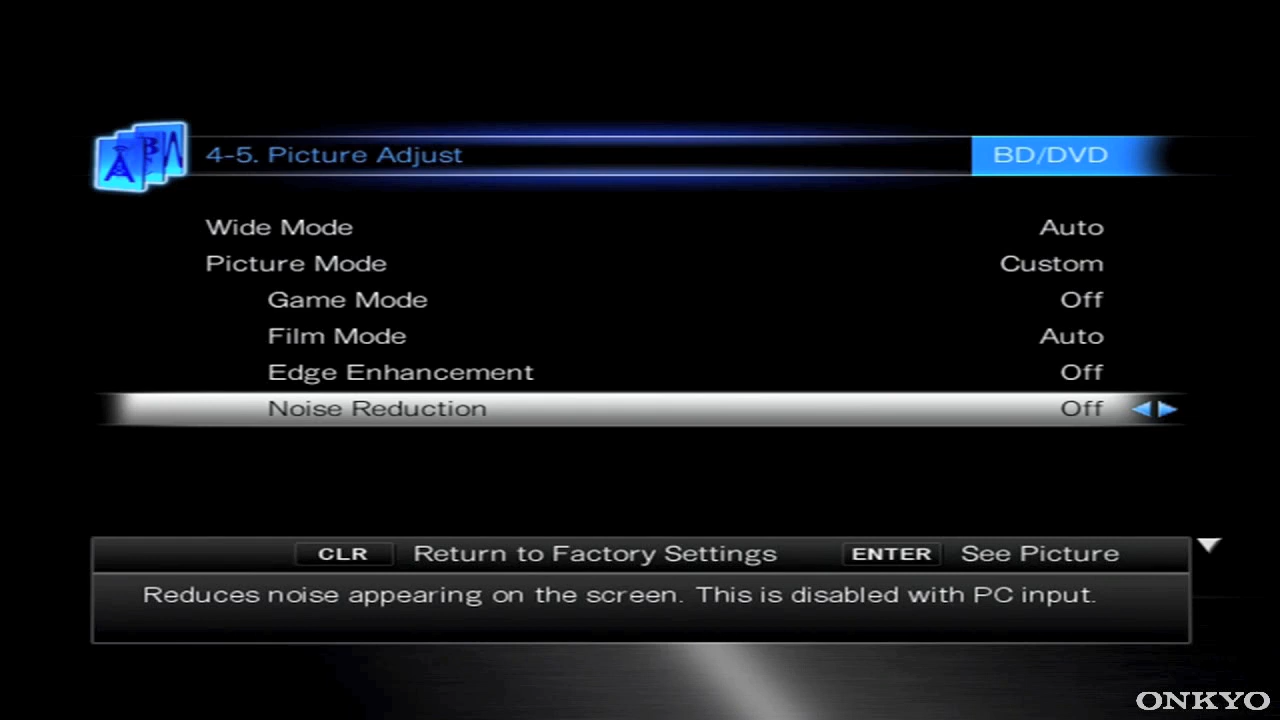 4-5. Picture Adjust BD/DVD
Wide Mode Auto
Picture Mode Custom
Game Mode Off
Film Mode Auto
Edge Enhancement Off
Noise Reduction Off
CLR Return to Factory Settings ENTER See Picture
Reduces noise appearing on the screen. This is disabled with PC input.
ONKYO